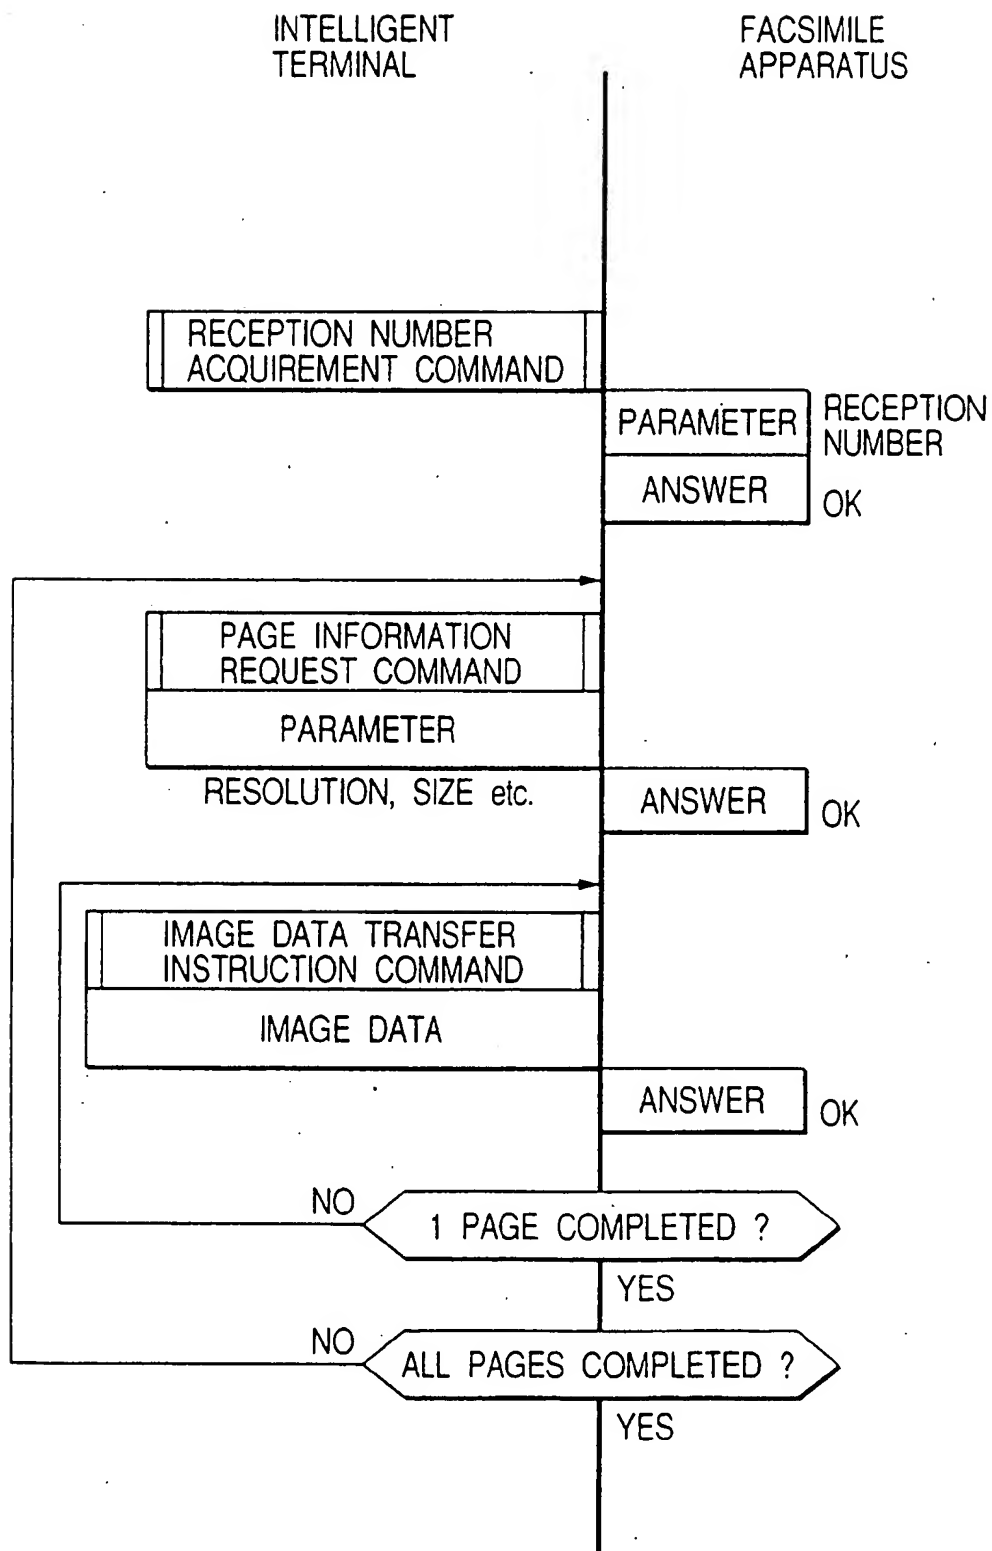 INTELLIGENT
TERMINAL
FACSIMILE
APPARATUS
RECEPTION NUMBER
ACQUIREMENT COMMAND
PARAMETER
RECEPTION
NUMBER
ANSWER
OK
PAGE INFORMATION
REQUEST COMMAND
PARAMETER
RESOLUTION, SIZE etc.
ANSWER
OK
IMAGE DATA TRANSFER
INSTRUCTION COMMAND
IMAGE DATA
ANSWER
OK
NO
1 PAGE COMPLETED ?
YES
NO
ALL PAGES COMPLETED ?
YES